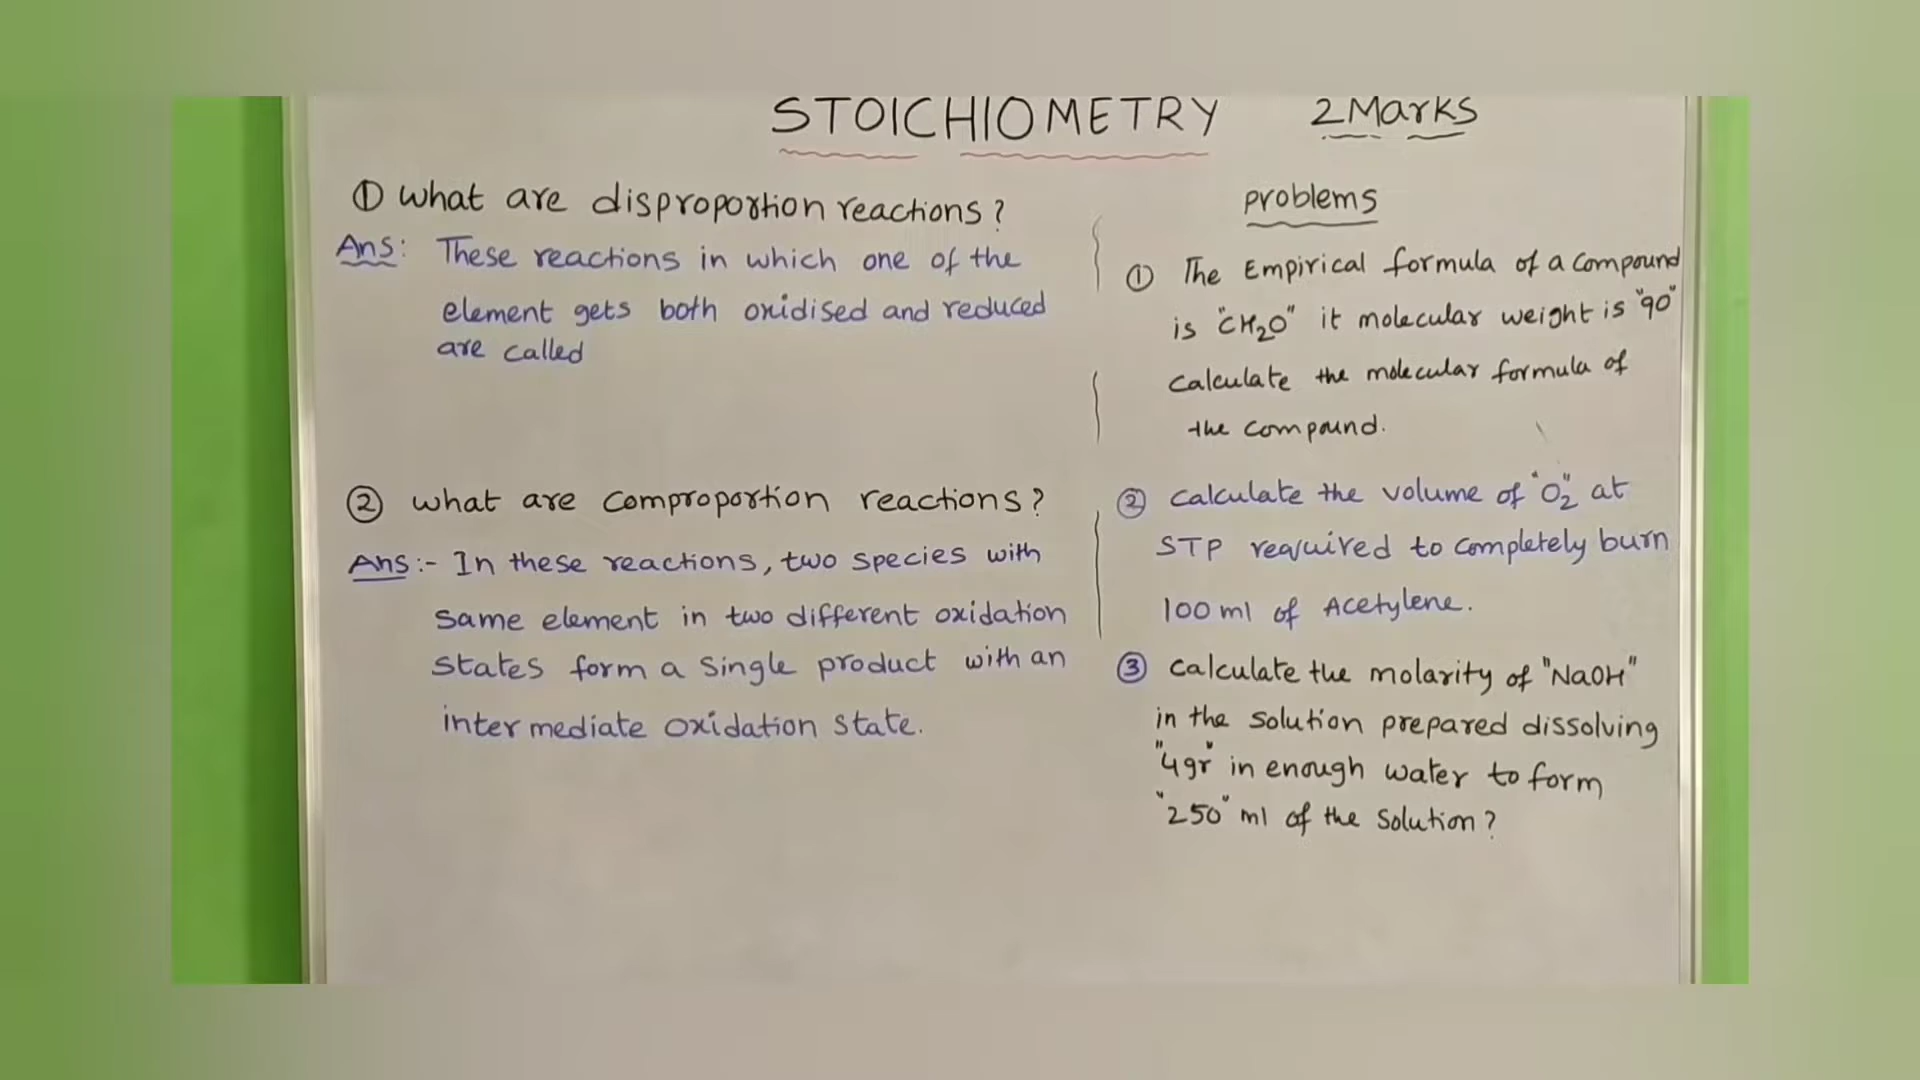 STOICHIOMETRY 2Marks
① What are disproportion reactions?
Ans: These reactions in which one of the
element gets both oxidised and reduced
are called
② What are comproportion reactions?
Ans:- In these reactions, two species with
same element in two different oxidation
states form a single product with an
inter mediate oxidation state.
problems
① The Empirical formula of a compound
is "CH₂O" it molecular weight is "90"
calculate the molecular formula of
the compound.
② Calculate the volume of "O₂" at
STP required to completely burn
100 ml of Acetylene.
③ Calculate the molarity of "NaOH"
in the solution prepared dissolving
"4gr" in enough water to form
"250" ml of the solution?